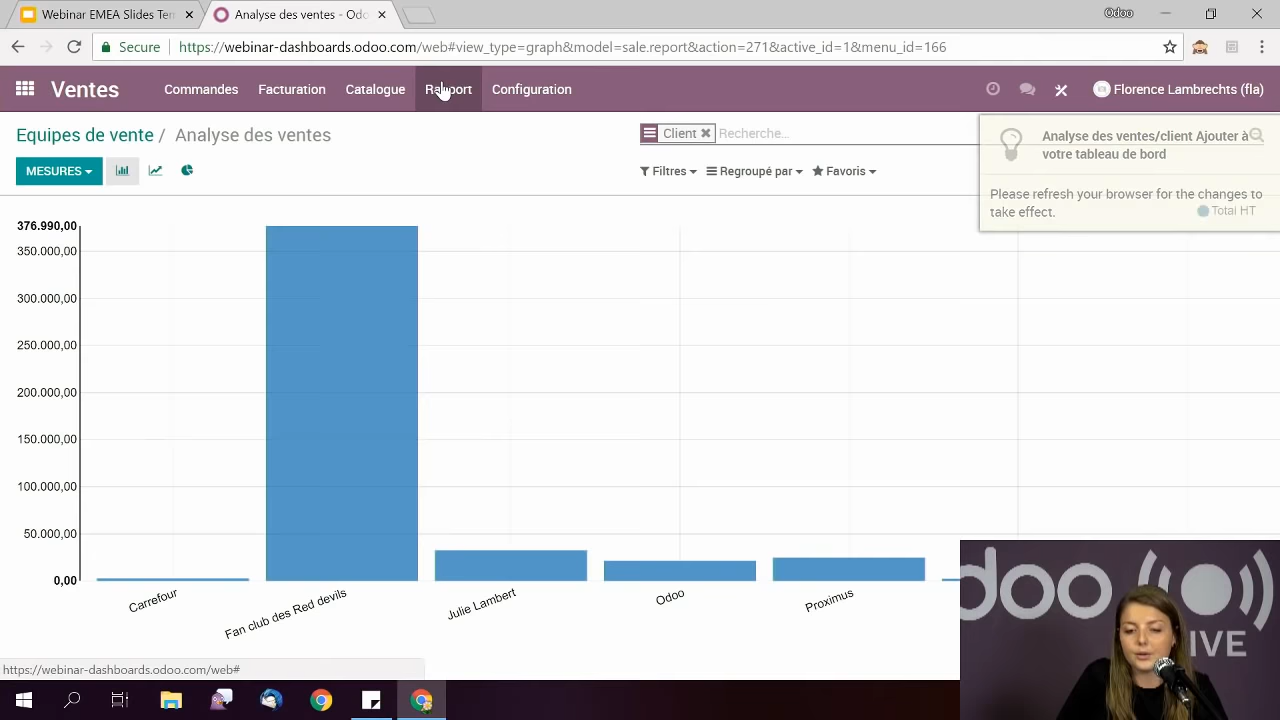 Webinar EMEA Slides Tem
Analyse des ventes - Odo
Odoo
Secure
https://webinar-dashboards.odoo.com/web#view_type=graph&model=sale.report&action=271&active_id=1&menu_id=166
Ventes
Commandes
Facturation
Catalogue
Rapport
Configuration
Florence Lambrechts (fla)
Equipes de vente / Analyse des ventes
Client
Recherche...
Analyse des ventes/client Ajouter à
votre tableau de bord
MESURES
Filtres
Regroupé par
Favoris
Please refresh your browser for the changes to
take effect.
Total HT
376.990,00
350.000,00
300.000,00
250.000,00
200.000,00
150.000,00
100.000,00
50.000,00
0,00
Carrefour
Fan club des Red devils
Julie Lambert
Odoo
Proximus
https://webinar-dashboards.odoo.com/web#
doo
IVE